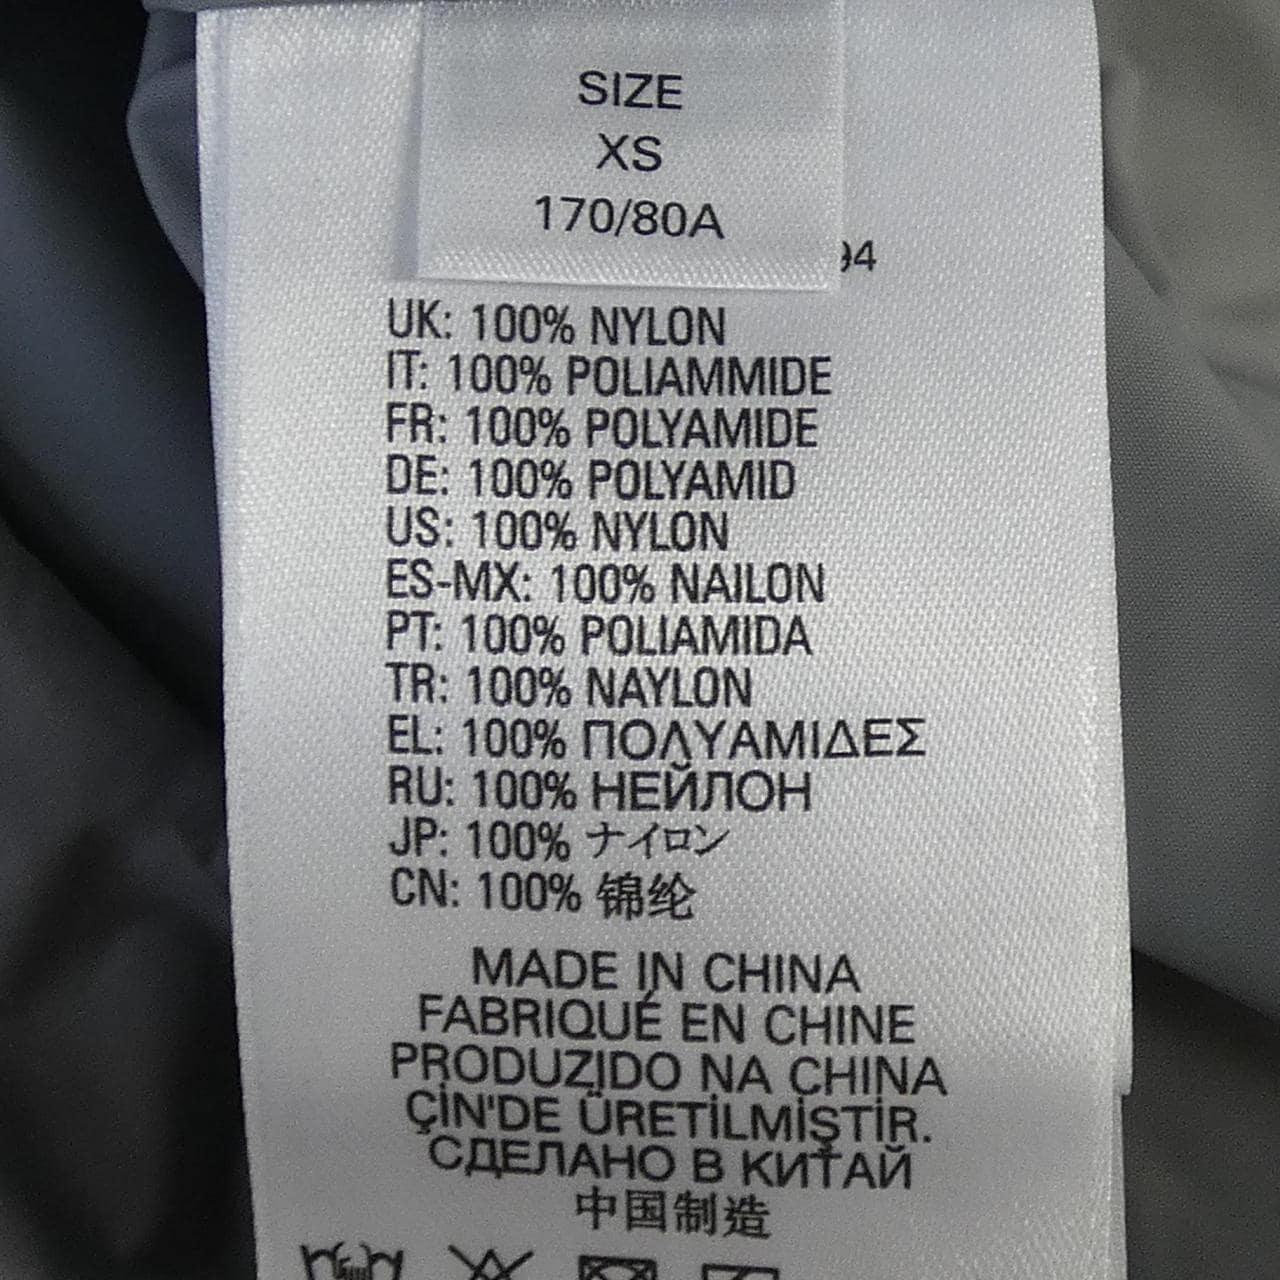 SIZE
XS
170/80A
94
UK: 100% NYLON
IT: 100% POLIAMMIDE
FR: 100% POLYAMIDE
DE: 100% POLYAMID
US: 100% NYLON
ES-MX: 100% NAILON
PT: 100% POLIAMIDA
TR: 100% NAYLON
EL: 100% ΠΟΛΥΑΜΙΔΕΣ
RU: 100% НЕЙЛОН
JP: 100% ナイロン
CN: 100% 锦纶
MADE IN CHINA
FABRIQUÉ EN CHINE
PRODUZIDO NA CHINA
ÇİN'DE ÜRETİLMİŞTİR.
СДЕЛАНО В КИТАЙ
中国制造